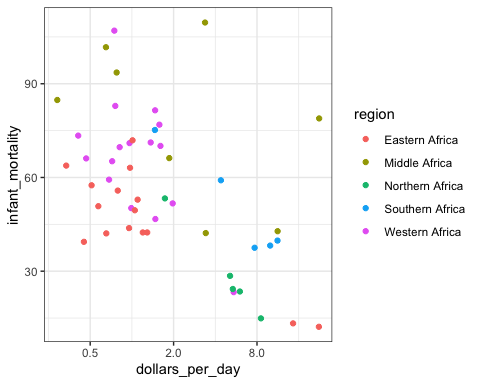 90
60
30
infant_mortality
0.5 2.0 8.0
dollars_per_day
region
Eastern Africa
Middle Africa
Northern Africa
Southern Africa
Western Africa